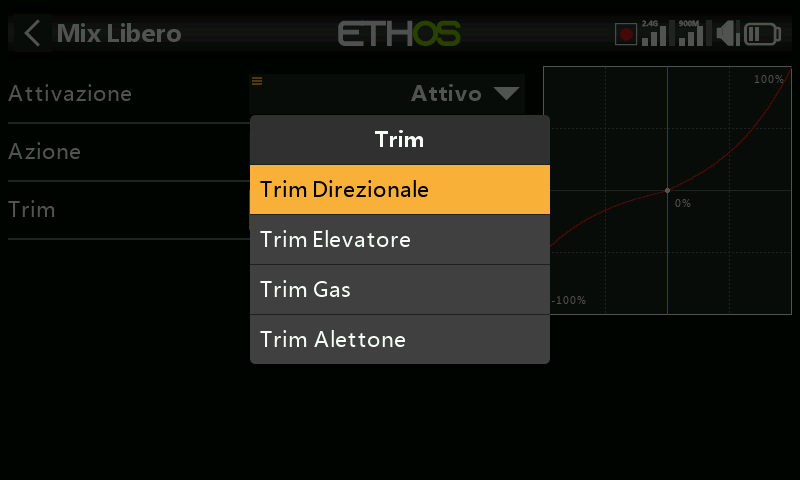 Mix Libero
ETHOS
2.4G
900M
Attivazione
Attivo
Azione
Trim
Trim
Trim Direzionale
Trim Elevatore
Trim Gas
Trim Alettone
100%
0%
-100%